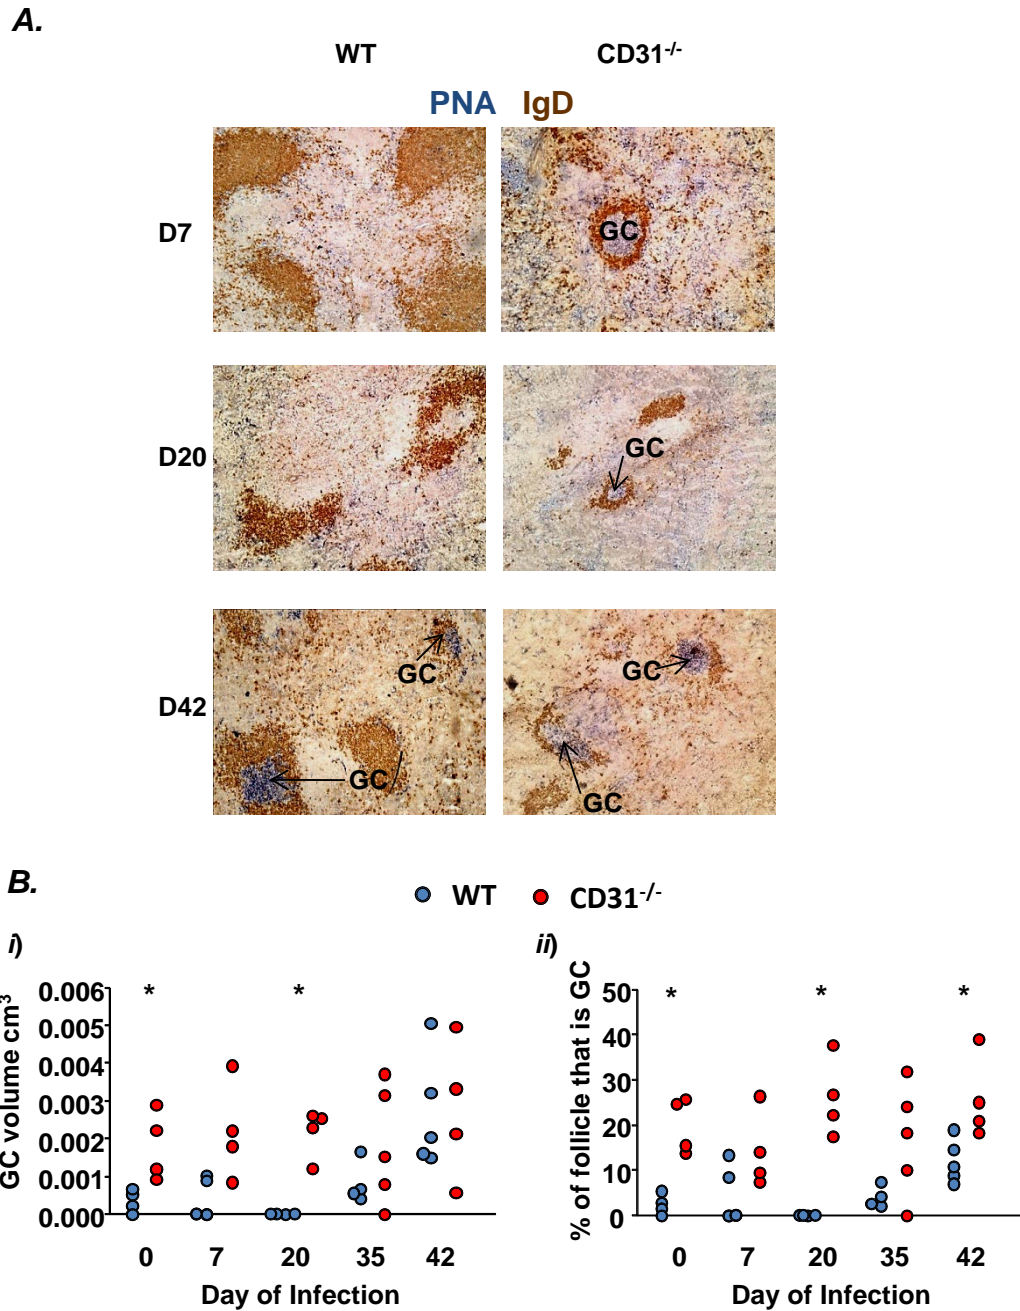 A.
WT CD31-/-
PNA IgD
D7
GC
D20
GC
D42
GC
GC
GC
GC
B.
WT CD31-/-
i)
GC volume cm3
0.006
0.005
0.004
0.003
0.002
0.001
0.000
* *
0 7 20 35 42
Day of Infection
ii)
% of follicle that is GC
50
40
30
20
10
0
* * *
0 7 20 35 42
Day of Infection